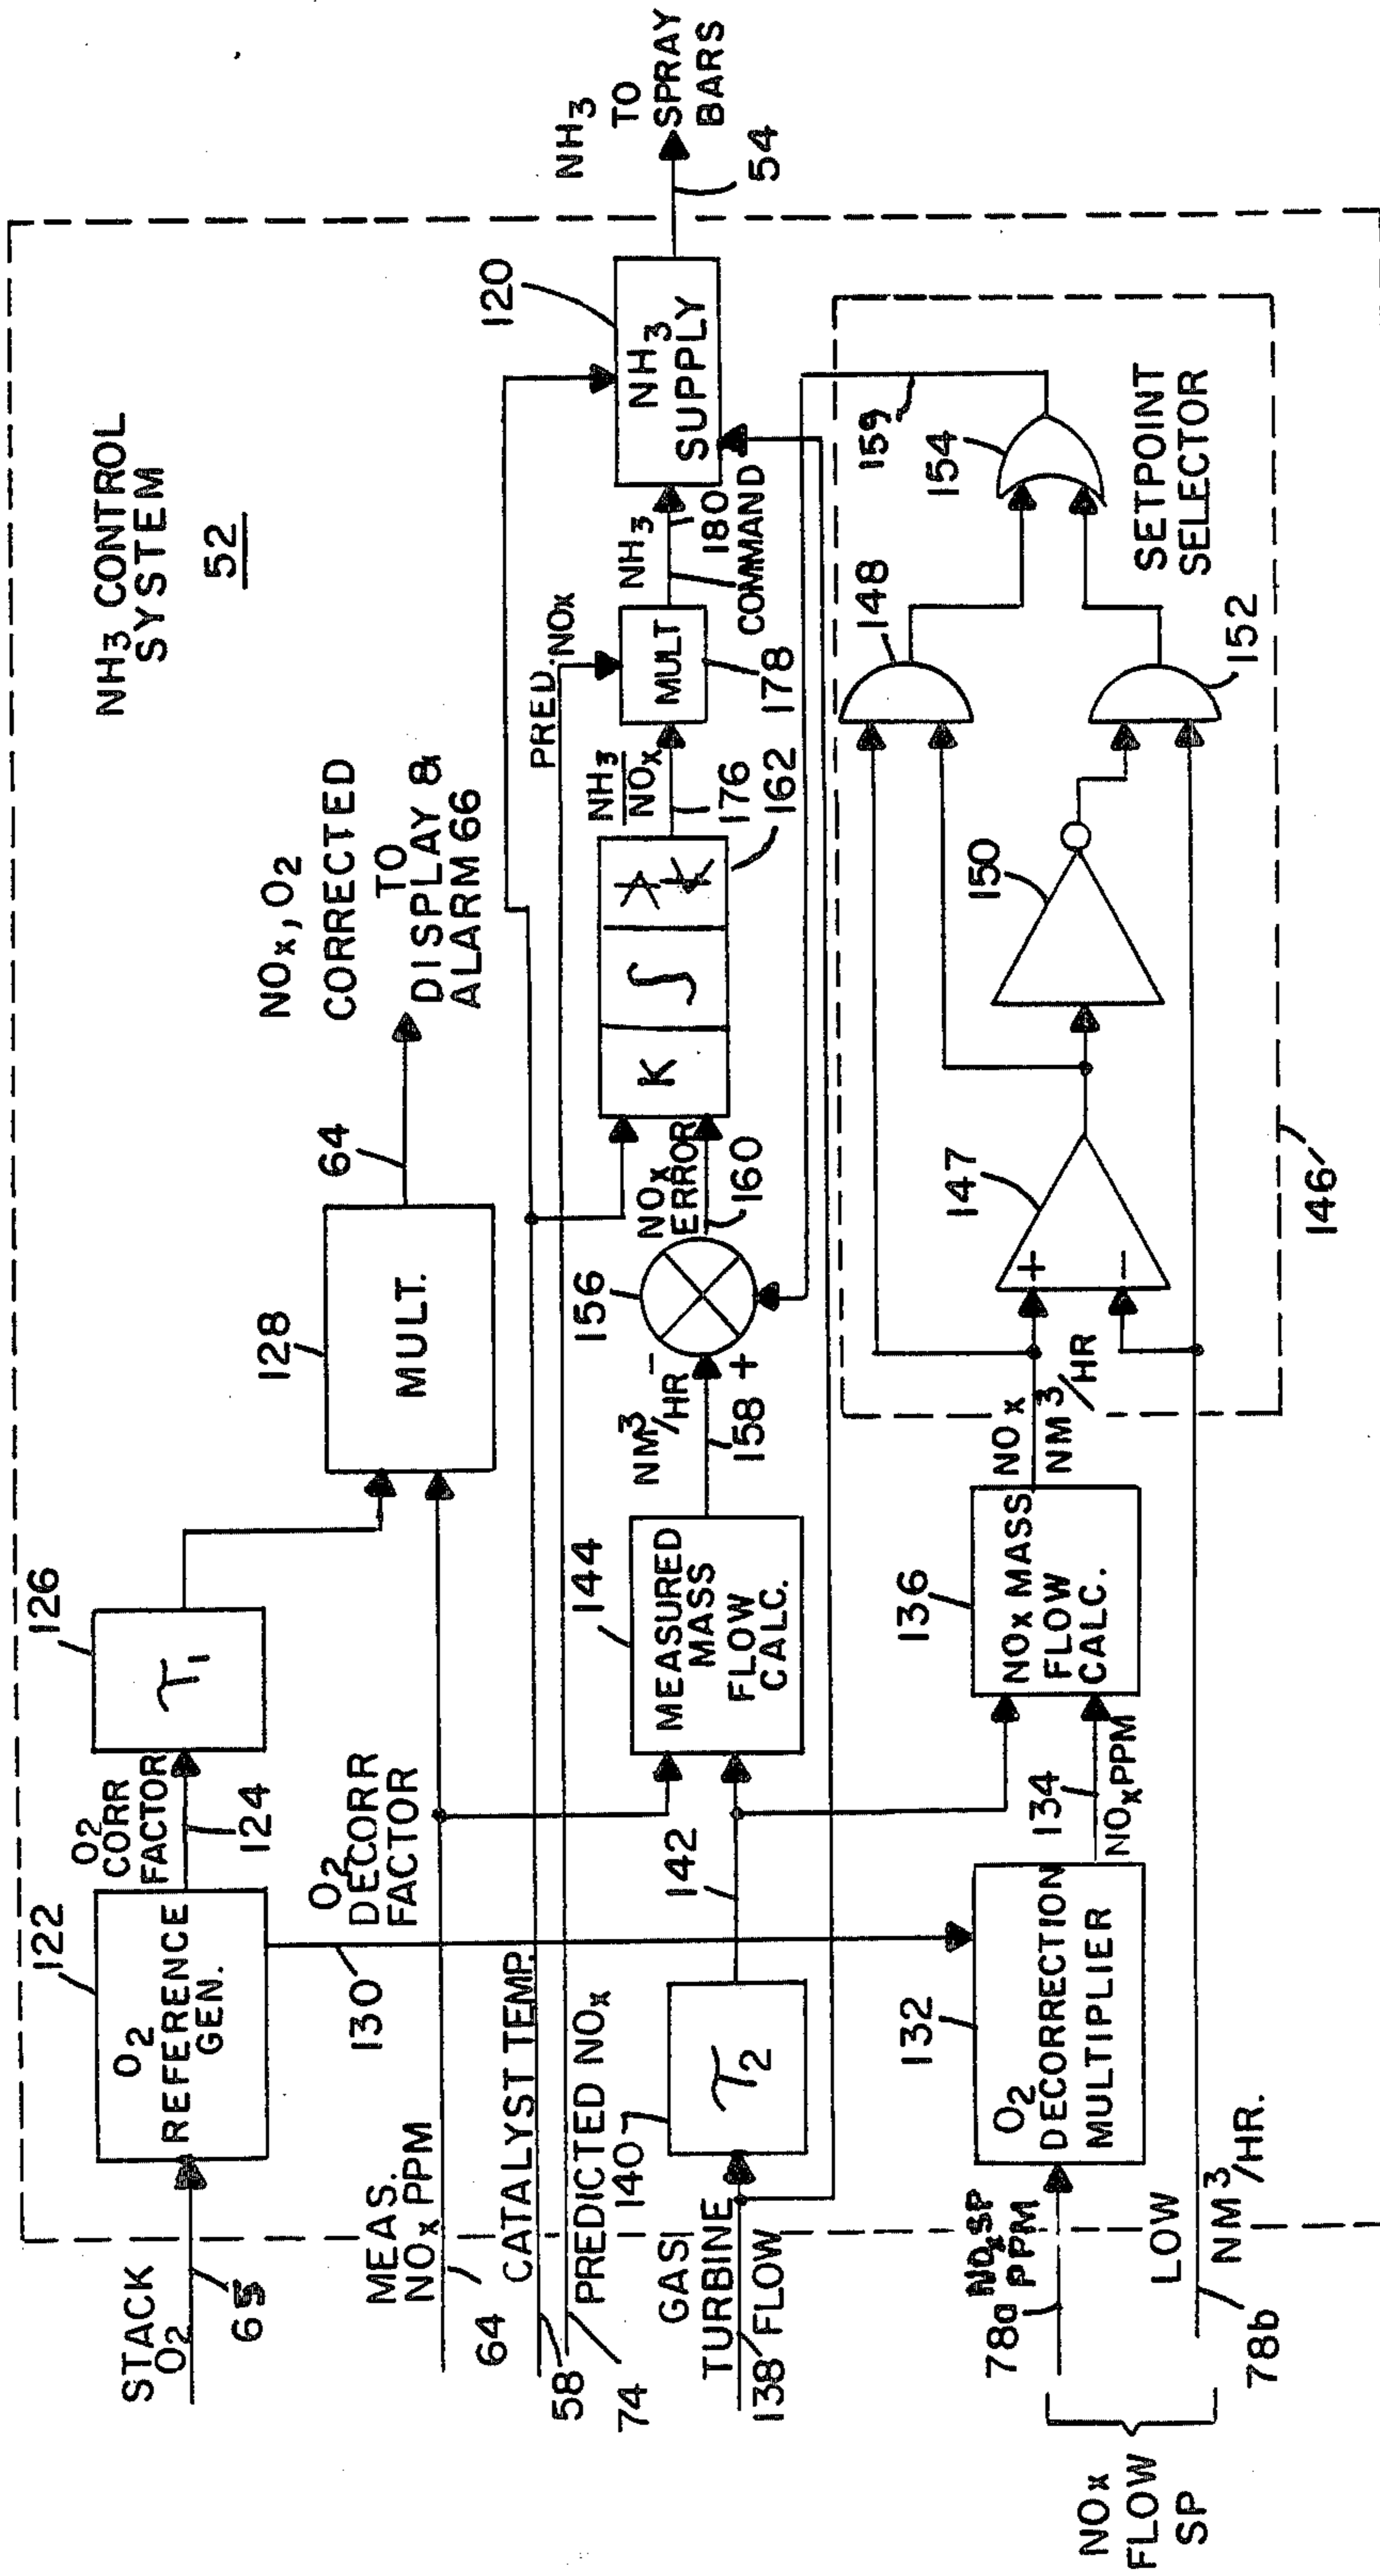 NH3 CONTROL
SYSTEM
52
STACK
O2
65
122
O2
REFERENCE
GEN.
O2
CORR
FACTOR
124
126
τ1
128
MULT.
64
NOx, O2
CORRECTED
TO
DISPLAY &
ALARM 66
130
O2
DECORR
FACTOR
MEAS.
NOx PPM
64
CATALYST TEMP.
58
PREDICTED NOx
74
GAS
TURBINE
FLOW
138
140
τ2
142
144
MEASURED
MASS
FLOW
CALC.
NM3/HR
158
-
+
156
NOx
ERROR
160
K
∫
162
NH3
NOx
176
PRED. NOx
MULT
178
NH3
COMMAND
180
120
NH3
SUPPLY
NH3
TO
SPRAY
BARS
54
NOx
FLOW
SP
78a
NOx SP
PPM
132
O2
DECORRECTION
MULTIPLIER
134
NOx PPM
136
NOx MASS
FLOW
CALC.
NOx
NM3/HR
78b
LOW
NM3/HR.
147
+
-
150
148
152
154
159
SETPOINT
SELECTOR
146